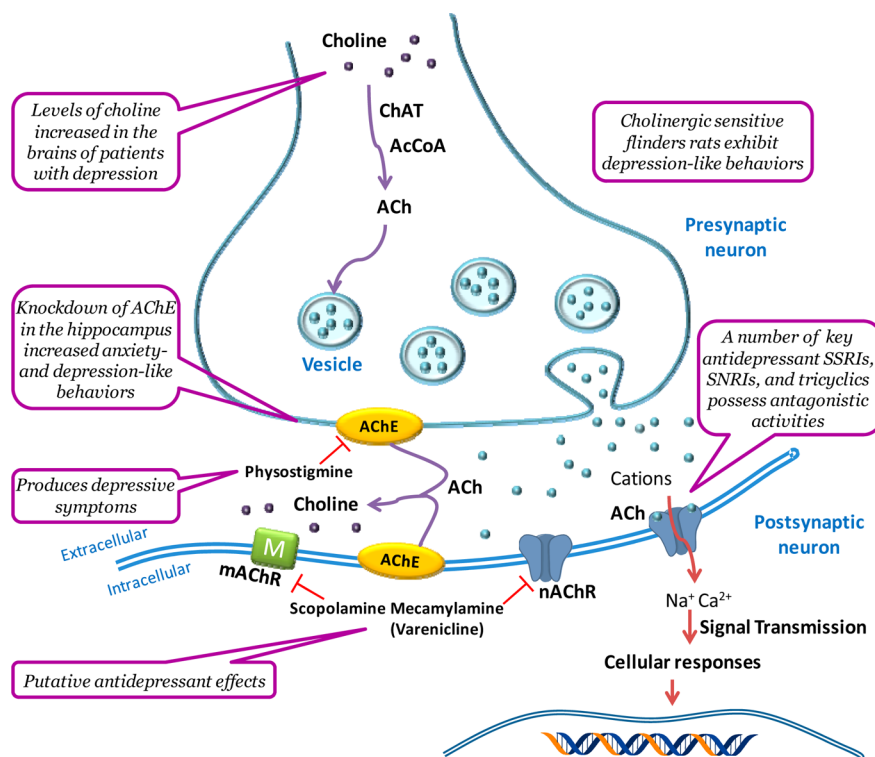 Choline
Levels of choline
increased in the
brains of patients
with depression
ChAT
AcCoA
ACh
Cholinergic sensitive
flinders rats exhibit
depression-like behaviors
Presynaptic
neuron
Knockdown of AChE
in the hippocampus
increased anxiety-
and depression-like
behaviors
Vesicle
A number of key
antidepressant SSRIs,
SNRIs, and tricyclics
possess antagonistic
activities
AChE
Physostigmine
Produces depressive
symptoms
ACh
Choline
Cations
ACh
Postsynaptic
neuron
Extracellular
Intracellular
M
mAChR
AChE
nAChR
Scopolamine Mecamylamine
(Varenicline)
Na⁺ Ca²⁺
Signal Transmission
Cellular responses
Putative antidepressant effects